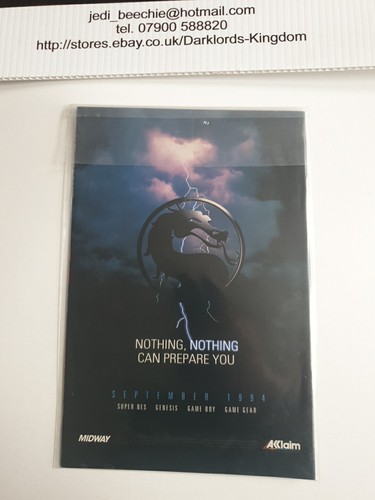 jedi_beechie@hotmail.com
tel. 07900 588820
http://stores.ebay.co.uk/Darklords-Kingdom
NOTHING, NOTHING
CAN PREPARE YOU
SEPTEMBER 1994
SUPER NES GENESIS GAME BOY GAME GEAR
MIDWAY
AKKlaim